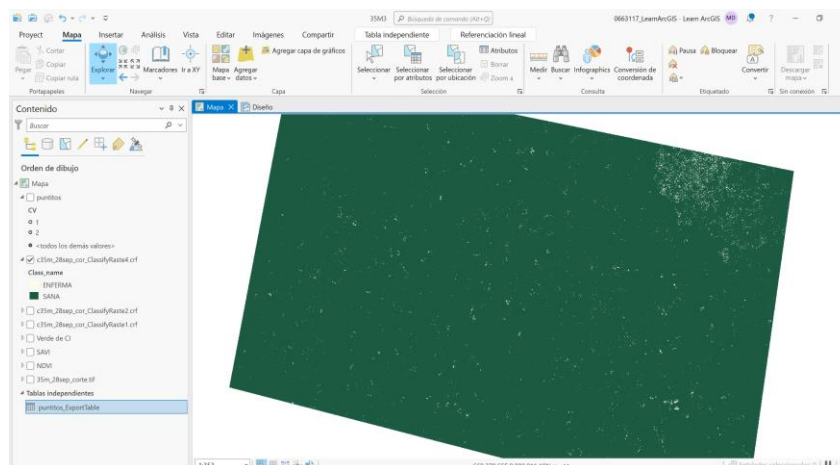 35M3
Búsqueda de comando (Alt+Q)
0663117_LearnArcGIS - Learn ArcGIS
MD
?
Project Mapa Insertar Análisis Vista Editar Imágenes Compartir Tabla independiente Referenciación lineal
Pegar
Cortar
Copiar
Copiar ruta
Explorar
Marcadores
Ir a XY
Mapa base
Agregar datos
Agregar capa de gráficos
Seleccionar
Seleccionar por atributos
Seleccionar por ubicación
Atributos
Borrar
Zoom a
Medir
Buscar
Infographics
Conversión de coordenada
Pausa
Bloquear
Convertir
Descargar mapa
Portapapeles Navegar Capa Selección Consulta Etiquetado Sin conexión
Contenido
Mapa
Diseño
Buscar
Orden de dibujo
Mapa
puntitos
CV
1
2
<todos los demás valores>
c35m_28sep_cor_ClassifyRaste4.crf
Class_name
ENFERMA
SANA
c35m_28sep_cor_ClassifyRaste2.crf
c35m_28sep_cor_ClassifyRaste1.crf
Verde de CI
SAVI
NDVI
35m_28sep_corte.tif
Tablas independientes
puntitos_ExportTable